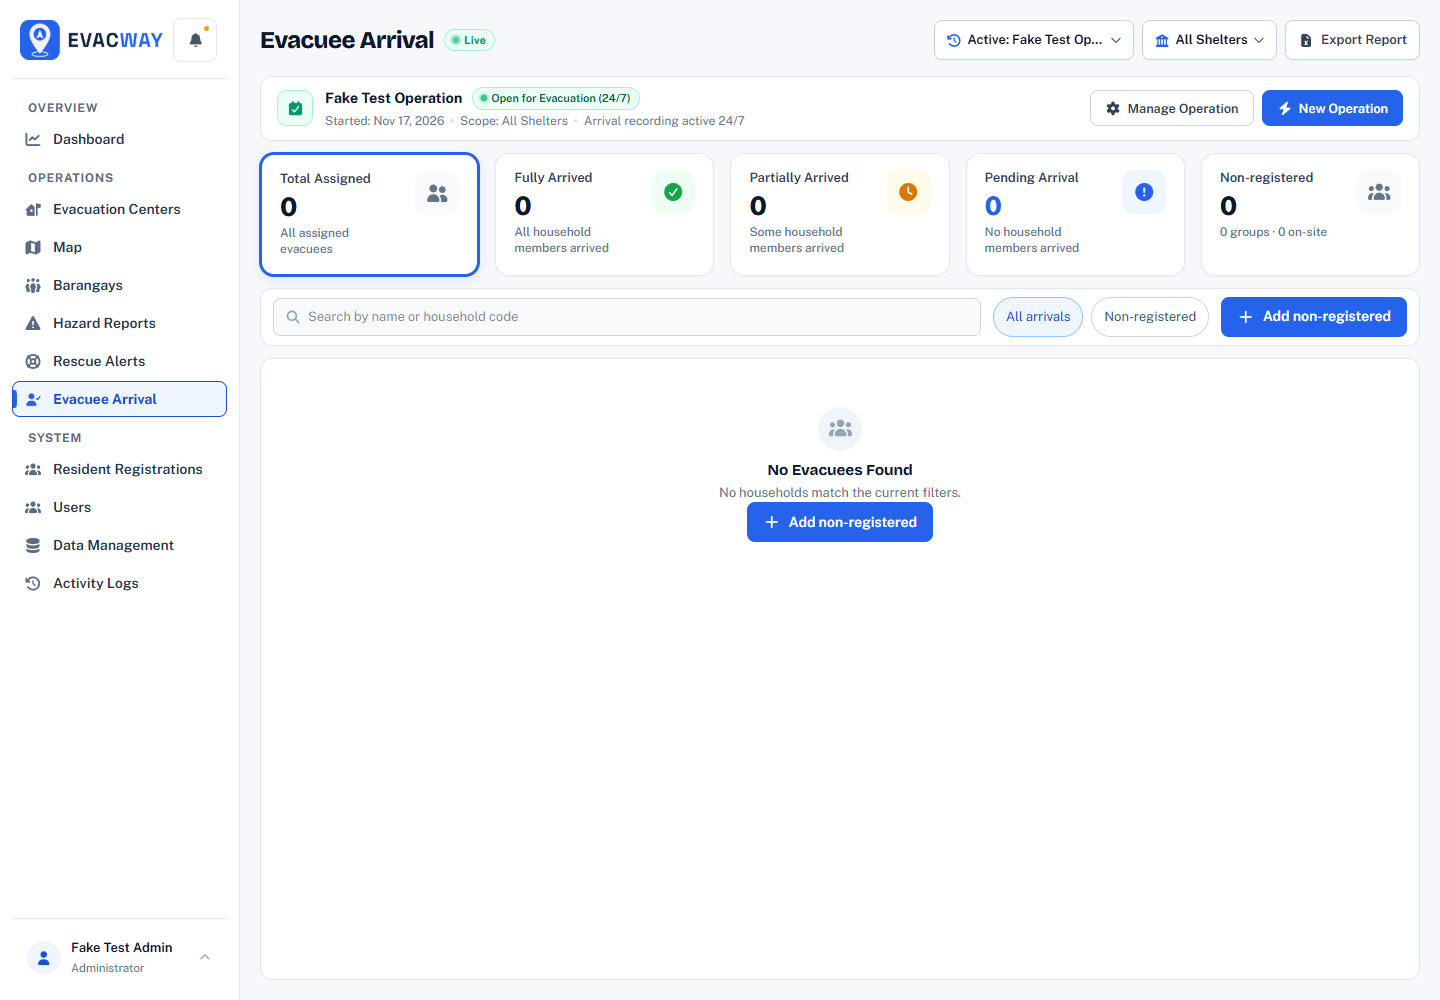 EVACWAY
OVERVIEW
Dashboard
OPERATIONS
Evacuation Centers
Map
Barangays
Hazard Reports
Rescue Alerts
Evacuee Arrival
SYSTEM
Resident Registrations
Users
Data Management
Activity Logs
Fake Test Admin
Administrator
Evacuee Arrival
Live
Active: Fake Test Op...
All Shelters
Export Report
Fake Test Operation
Open for Evacuation (24/7)
Started: Nov 17, 2026 • Scope: All Shelters • Arrival recording active 24/7
Manage Operation
New Operation
Total Assigned
0
All assigned
evacuees
Fully Arrived
0
All household
members arrived
Partially Arrived
0
Some household
members arrived
Pending Arrival
0
No household
members arrived
Non-registered
0
0 groups · 0 on-site
Search by name or household code
All arrivals
Non-registered
Add non-registered
No Evacuees Found
No households match the current filters.
Add non-registered